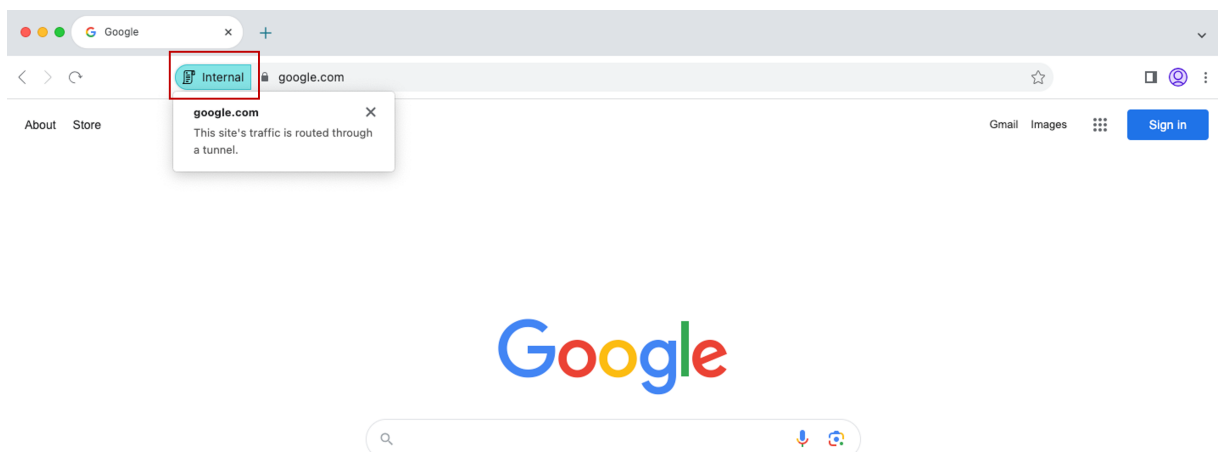 Google
Internal google.com
google.com
This site's traffic is routed through
a tunnel.
About Store
Gmail Images Sign in
Google